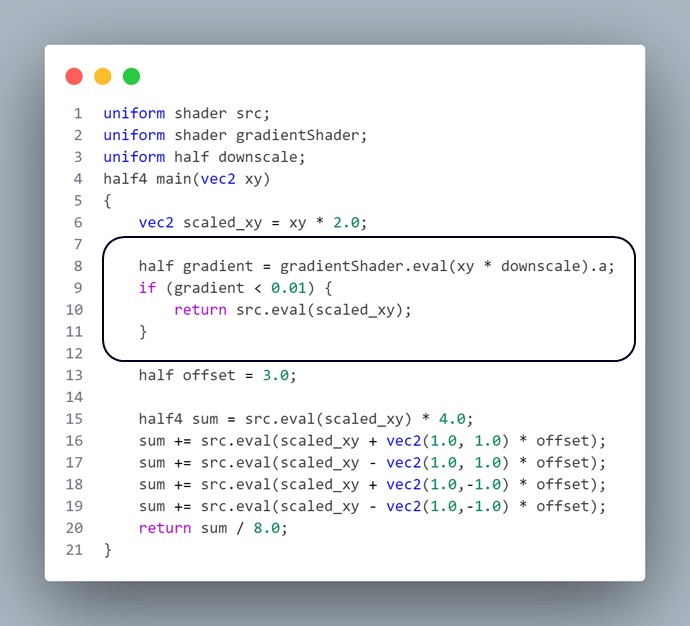 1 uniform shader src;
2 uniform shader gradientShader;
3 uniform half downscale;
4 half4 main(vec2 xy)
5 {
6     vec2 scaled_xy = xy * 2.0;
7
8     half gradient = gradientShader.eval(xy * downscale).a;
9     if (gradient < 0.01) {
10         return src.eval(scaled_xy);
11     }
12
13     half offset = 3.0;
14
15     half4 sum = src.eval(scaled_xy) * 4.0;
16     sum += src.eval(scaled_xy + vec2(1.0, 1.0) * offset);
17     sum += src.eval(scaled_xy - vec2(1.0, 1.0) * offset);
18     sum += src.eval(scaled_xy + vec2(1.0,-1.0) * offset);
19     sum += src.eval(scaled_xy - vec2(1.0,-1.0) * offset);
20     return sum / 8.0;
21 }